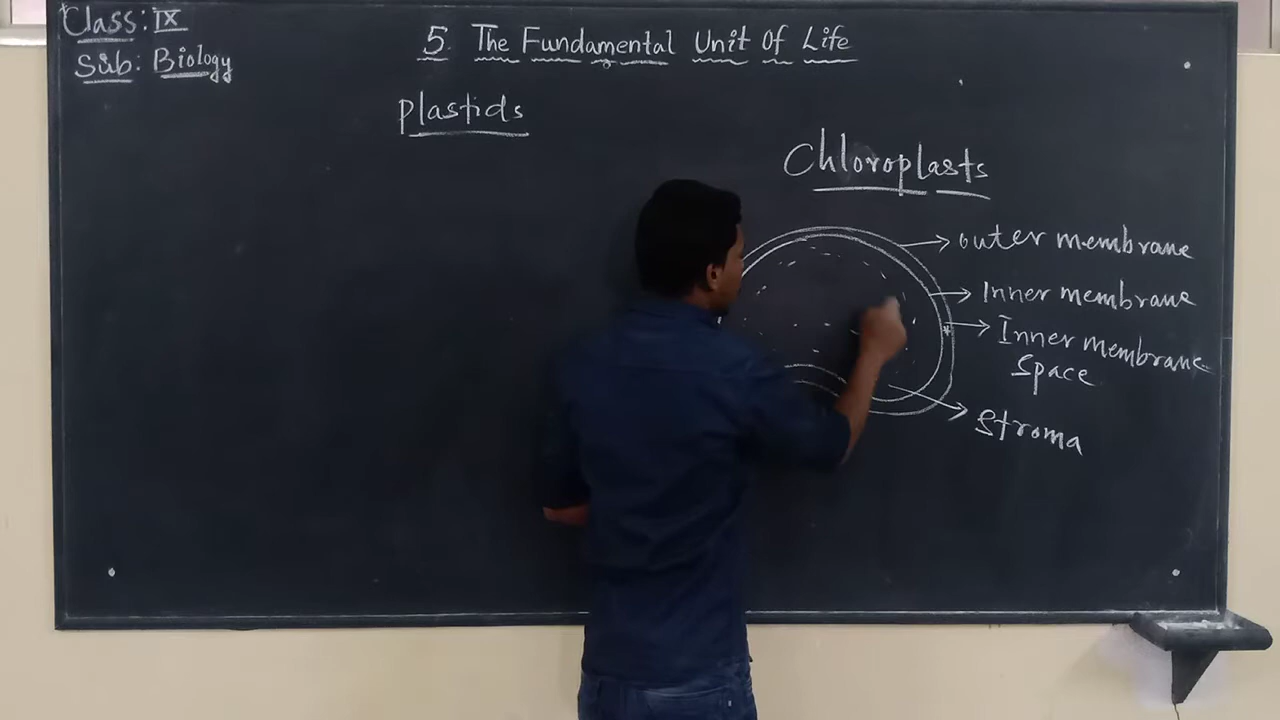 Class: IX
Sub: Biology
5. The Fundamental Unit Of Life
Plastids
Chloroplasts
outer membrane
Inner membrane
Inner membrane
Space
Stroma